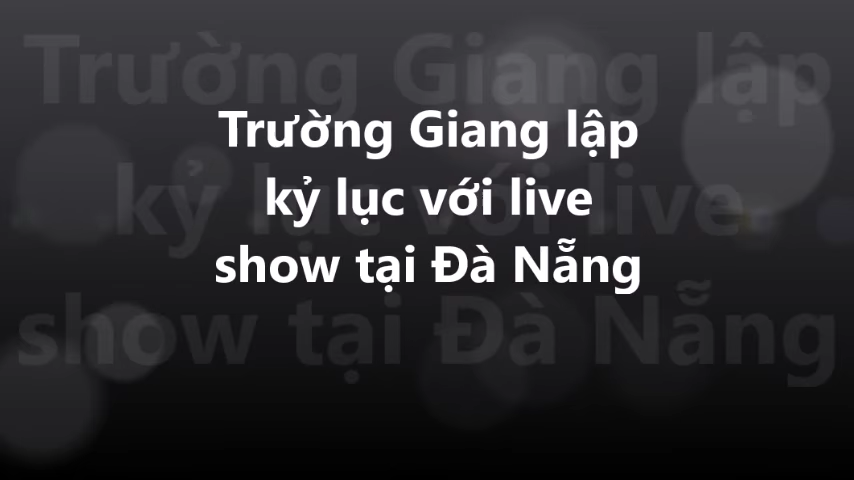 Trường Giang lập
kỷ lục với live
show tại Đà Nẵng